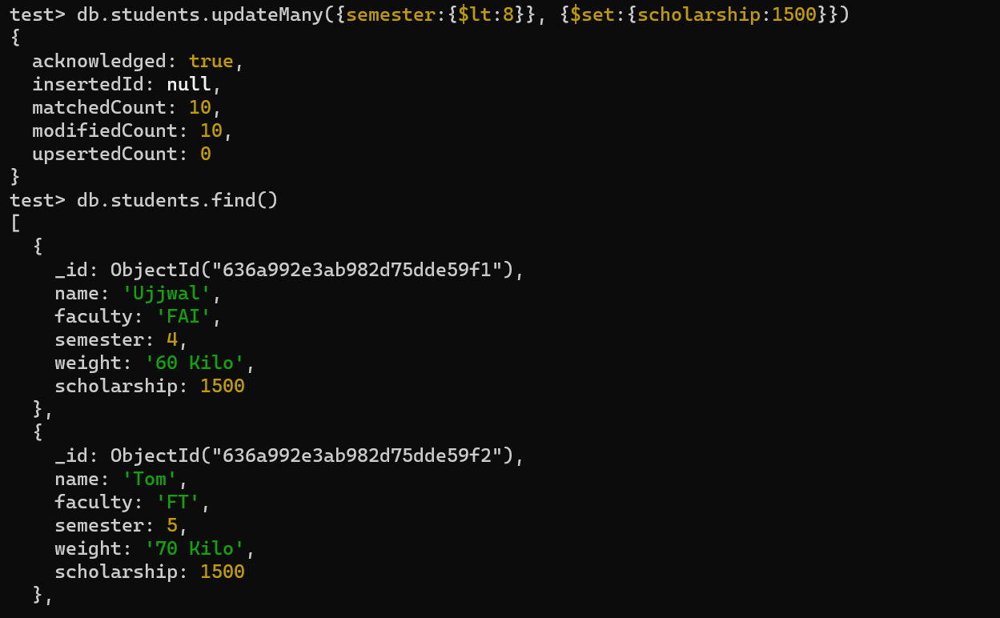 test> db.students.updateMany({semester:{$lt:8}}, {$set:{scholarship:1500}})
{
  acknowledged: true,
  insertedId: null,
  matchedCount: 10,
  modifiedCount: 10,
  upsertedCount: 0
}
test> db.students.find()
[
  {
    _id: ObjectId("636a992e3ab982d75dde59f1"),
    name: 'Ujjwal',
    faculty: 'FAI',
    semester: 4,
    weight: '60 Kilo',
    scholarship: 1500
  },
  {
    _id: ObjectId("636a992e3ab982d75dde59f2"),
    name: 'Tom',
    faculty: 'FT',
    semester: 5,
    weight: '70 Kilo',
    scholarship: 1500
  },